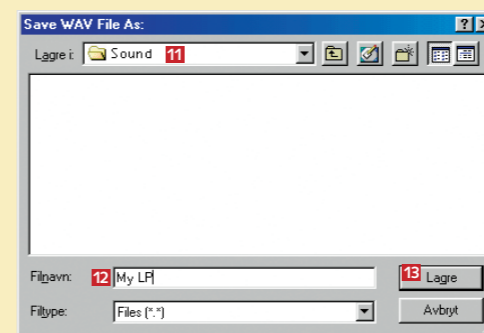 Save WAV File As:
Lagre i: Sound 11
Filnavn: 12 My LP 13 Lagre
Filtype: Files (*.*) Avbryt